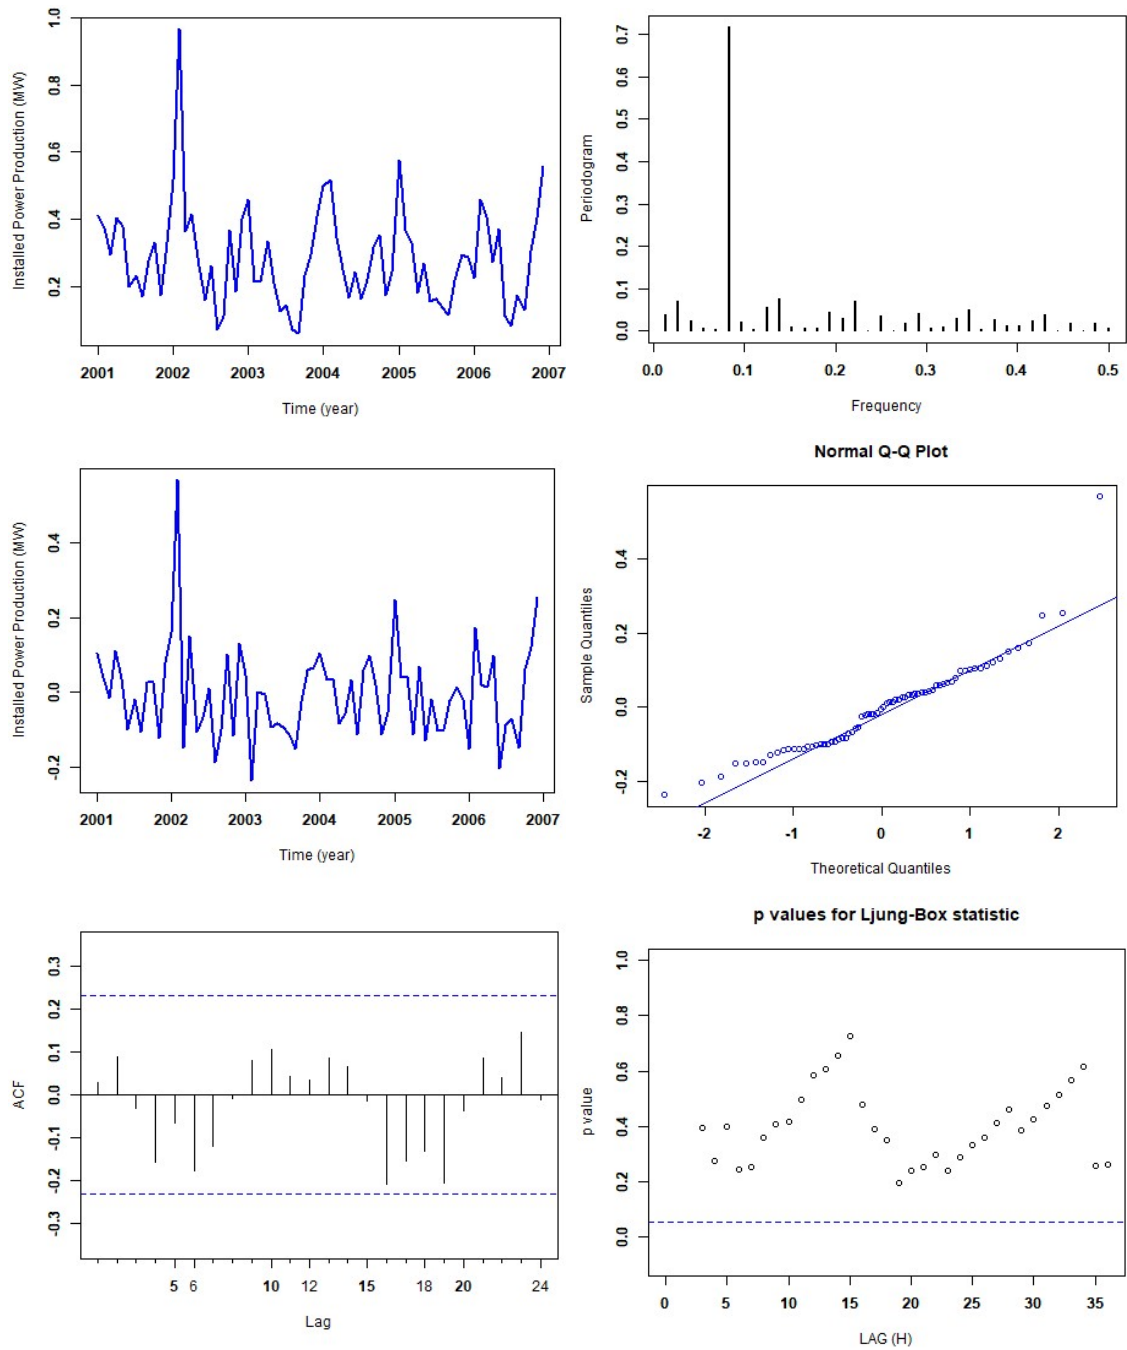 Installed Power Production (MW)
1.0
0.8
0.6
0.4
0.2
2001 2002 2003 2004 2005 2006 2007
Time (year)
Periodogram
0.7
0.6
0.5
0.4
0.3
0.2
0.1
0.0
0.0 0.1 0.2 0.3 0.4 0.5
Frequency
Installed Power Production (MW)
0.4
0.2
0.0
-0.2
2001 2002 2003 2004 2005 2006 2007
Time (year)
Normal Q-Q Plot
Sample Quantiles
0.4
0.2
0.0
-0.2
-2 -1 0 1 2
Theoretical Quantiles
ACF
0.3
0.2
0.1
0.0
-0.1
-0.2
-0.3
5 6 10 12 15 18 20 24
Lag
p values for Ljung-Box statistic
p value
1.0
0.8
0.6
0.4
0.2
0.0
0 5 10 15 20 25 30 35
LAG (H)